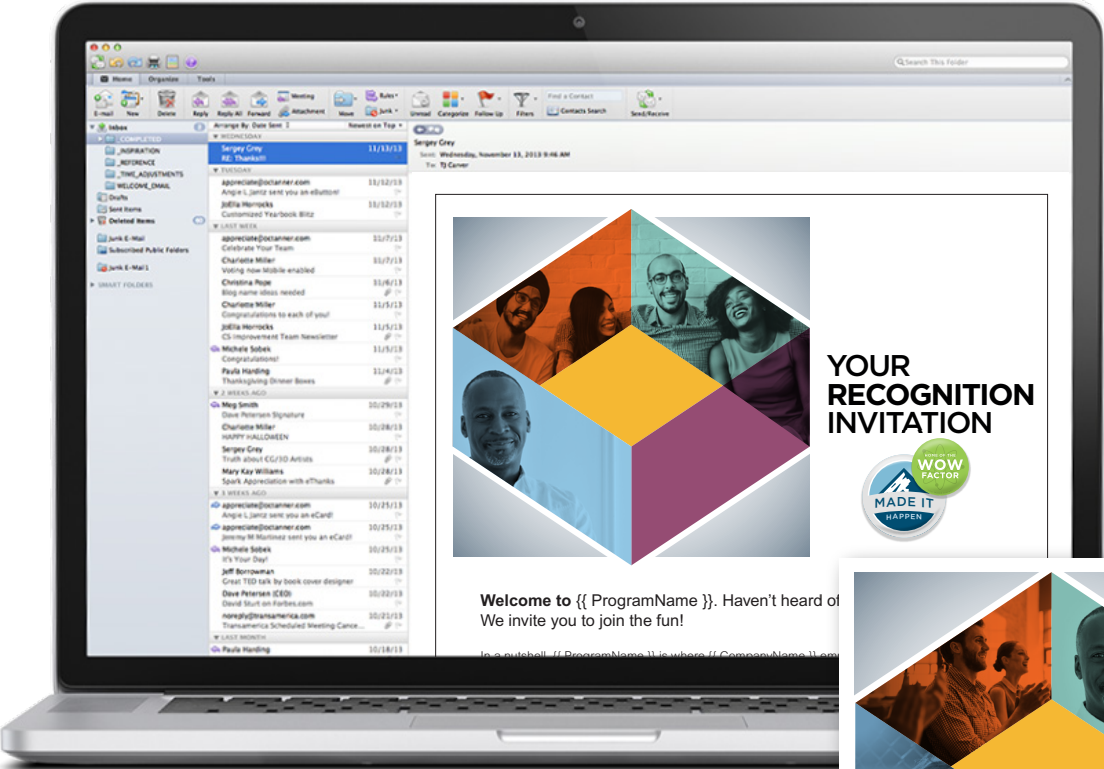 Search This Folder
Home Organize Tools
E-mail New Delete Reply Reply All Forward Meeting Attachment Move Rules Junk Unread Categorize Follow Up Filters Find a Contact Contacts Search Send/Receive
Inbox
_COMPLETED
_INSPIRATION
_REFERENCE
_TIME_ADJUSTMENTS
WELCOME_EMAIL
Drafts
Sent Items
Deleted Items
Junk E-Mail
Subscribed Public Folders
Junk E-Mail1
SMART FOLDERS
Arrange By: Date Sent Newest on Top
WEDNESDAY
Sergey Grey 11/13/13
RE: Thanks!!!
TUESDAY
appreciate@octanner.com 11/12/13
Angie L Jantz sent you an eButton!
JoElla Horrocks 11/12/13
Customized Yearbook Blitz
LAST WEEK
appreciate@octanner.com 11/7/13
Celebrate Your Team
Charlotte Miller 11/7/13
Voting now Mobile enabled
Christina Pope 11/6/13
Blog name ideas needed
Charlotte Miller 11/5/13
Congratulations to each of you!
JoElla Horrocks 11/5/13
CS Improvement Team Newsletter
Michele Sobek 11/5/13
Congratulations!
Paula Harding 11/4/13
Thanksgiving Dinner Boxes
2 WEEKS AGO
Meg Smith 10/29/13
Dave Petersen Signature
Charlotte Miller 10/28/13
HAPPY HALLOWEEN
Sergey Grey 10/28/13
Truth about CG/3D Artists
Mary Kay Williams 10/28/13
Spark Appreciation with eThanks
3 WEEKS AGO
appreciate@octanner.com 10/25/13
Angie L Jantz sent you an eCard!
appreciate@octanner.com 10/25/13
Jeremy M Martinez sent you an eCard!
Michele Sobek 10/25/13
It's Your Day!
Jeff Borrowman 10/22/13
Great TED talk by book cover designer
Dave Petersen (CEO) 10/22/13
David Sturt on Forbes.com
noreply@transamerica.com 10/21/13
Transamerica Scheduled Meeting Cance...
LAST MONTH
Paula Harding 10/18/13
Sergey Grey
Sent: Wednesday, November 13, 2013 9:46 AM
To: TJ Carver
YOUR
RECOGNITION
INVITATION
WOW
FACTOR
MADE IT
HAPPEN
Welcome to {{ ProgramName }}. Haven’t heard of
We invite you to join the fun!
In a nutshell, {{ ProgramName }} is where {{ CompanyName }}